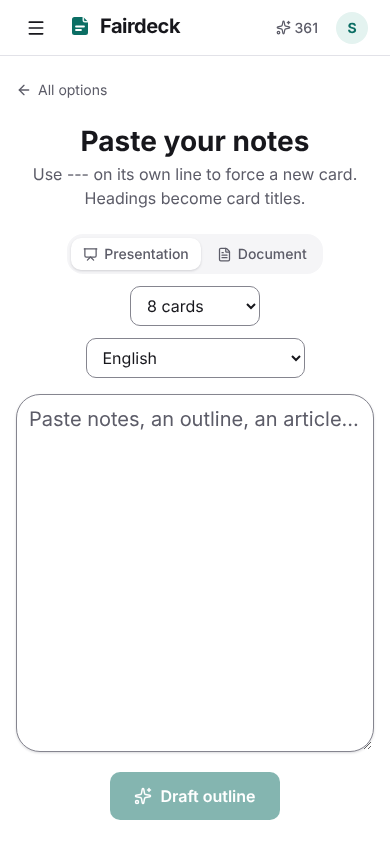 Fairdeck
361
S
All options
Paste your notes
Use --- on its own line to force a new card.
Headings become card titles.
Presentation
Document
8 cards
English
Paste notes, an outline, an article...
Draft outline